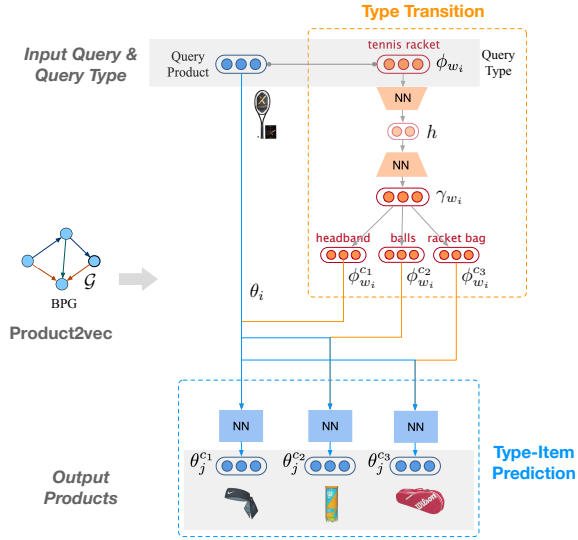 Type Transition
Input Query &
Query Type
Query
Product
tennis racket
ϕ_{w_i}
Query
Type
NN
h
NN
γ_{w_i}
headband
balls
racket bag
ϕ_{w_i}^{c_1}
ϕ_{w_i}^{c_2}
ϕ_{w_i}^{c_3}
θ_i
G
BPG
Product2vec
NN
NN
NN
θ_j^{c_1}
θ_j^{c_2}
θ_j^{c_3}
Type-Item
Prediction
Output
Products
Wilson